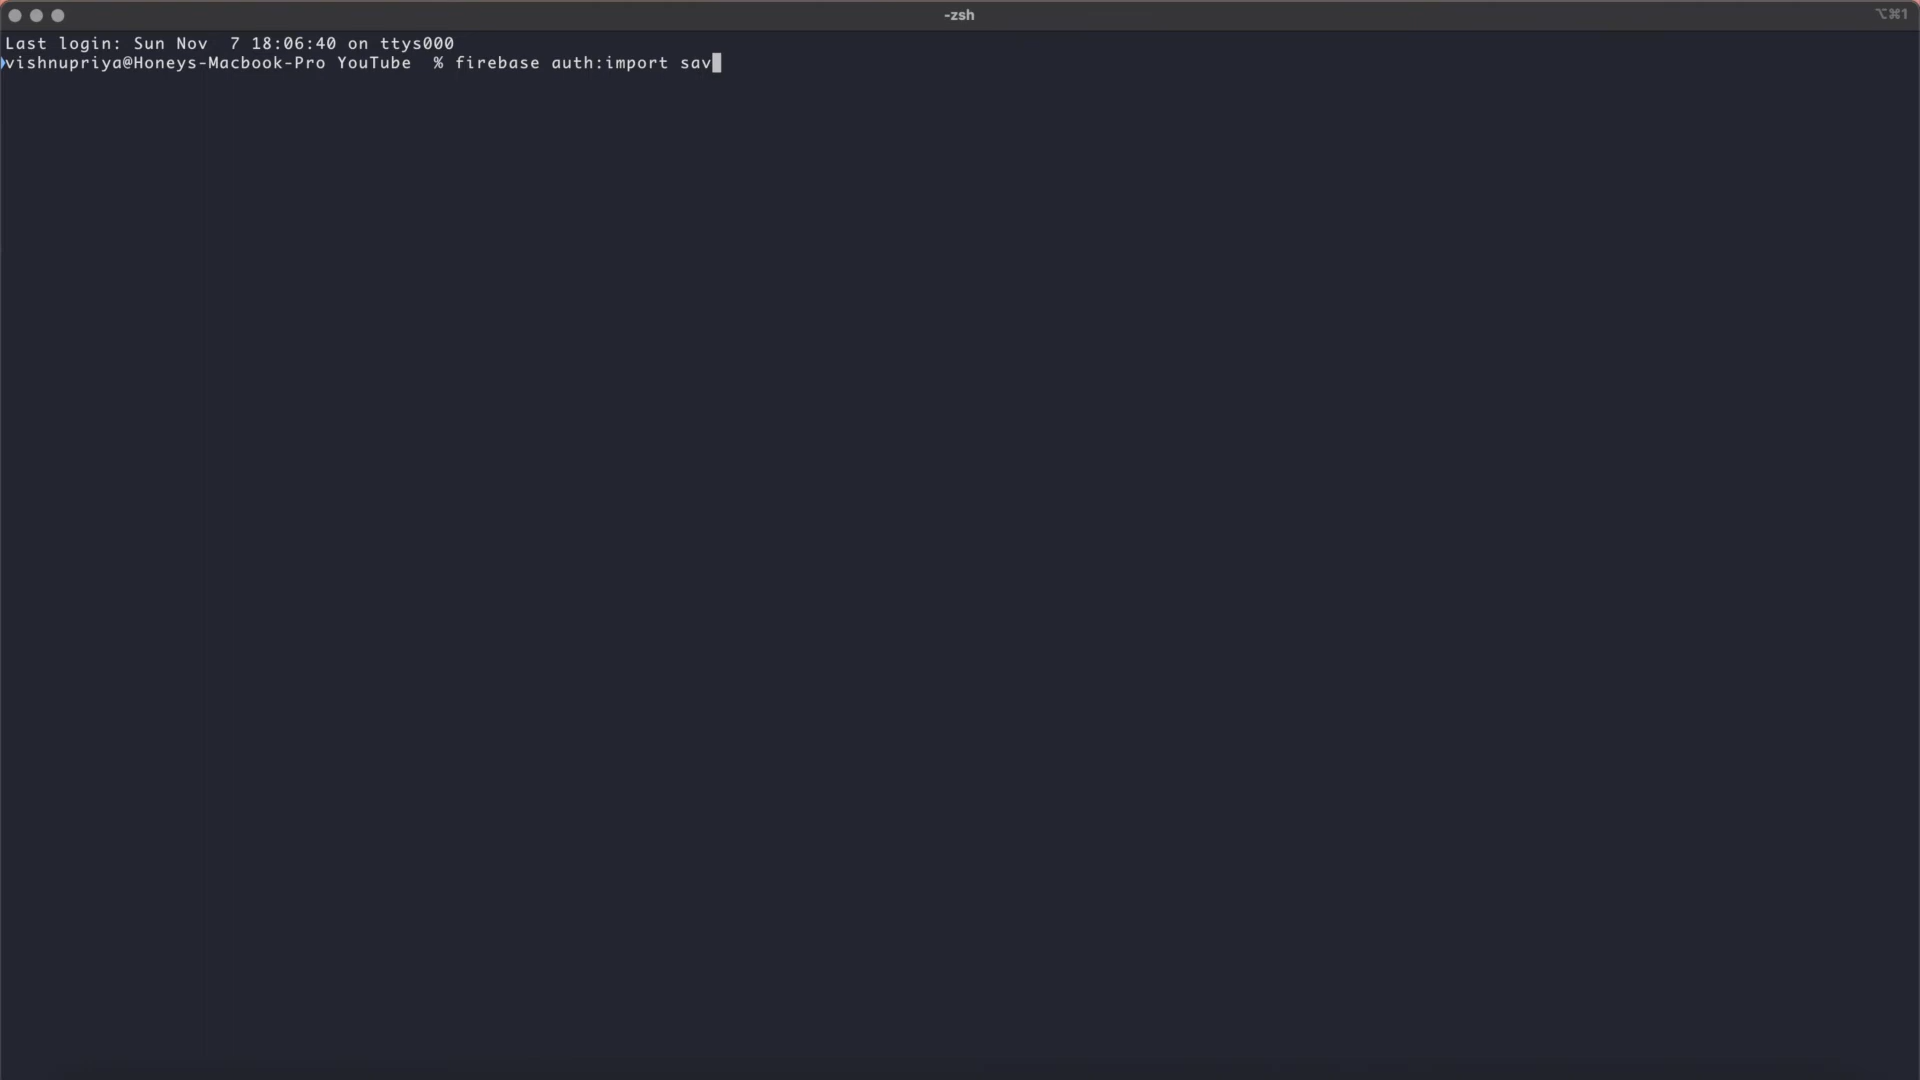 -zsh
⌥⌘1
Last login: Sun Nov  7 18:06:40 on ttys000
vishnupriya@Honeys-Macbook-Pro YouTube  % firebase auth:import sav